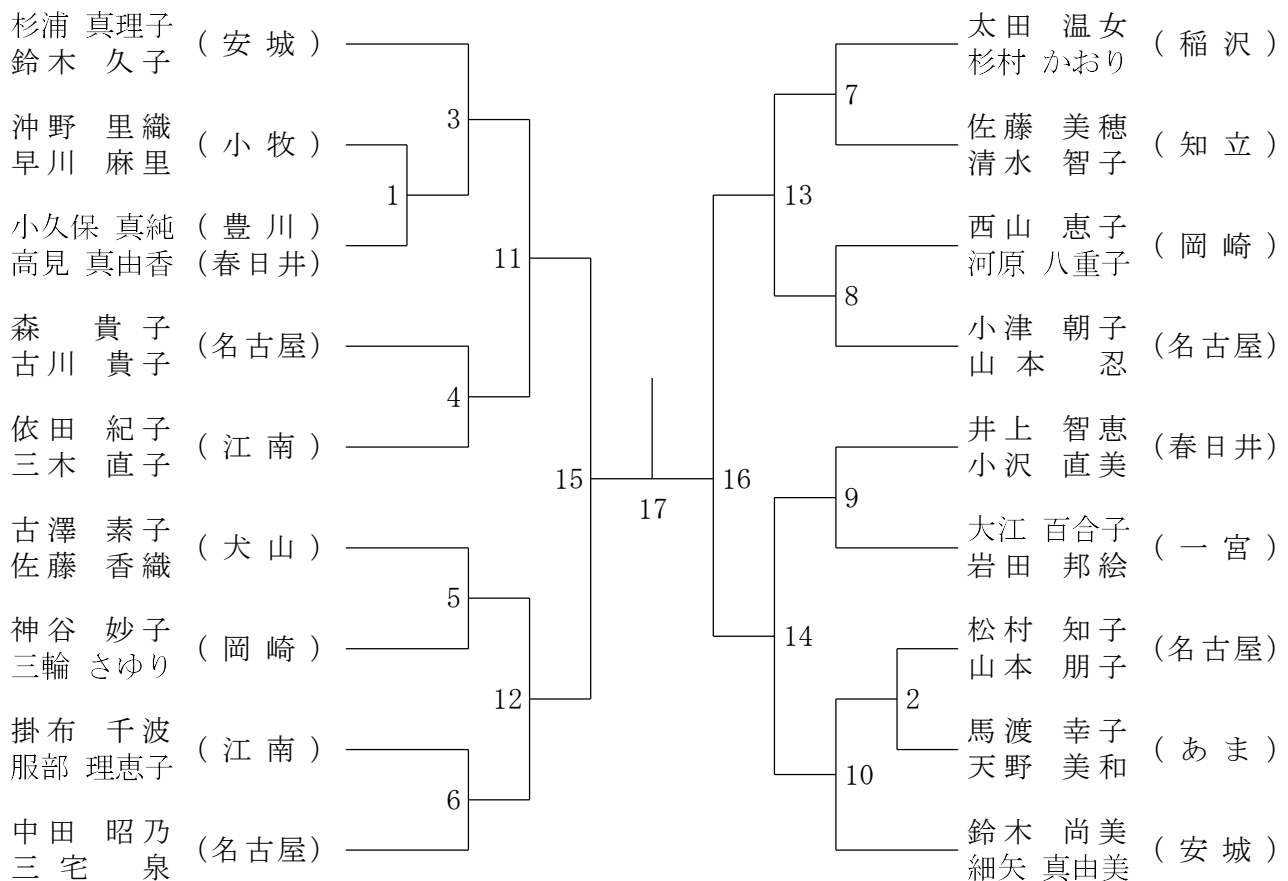 杉浦 真理子
鈴木 久子
(安城)
沖野 里織
早川 麻里
(小牧)
小久保 真純 (豊川)
高見 真由香 (春日井)
森 貴子
古川 貴子
(名古屋)
依田 紀子
三木 直子
(江南)
古澤 素子
佐藤 香織
(犬山)
神谷 妙子
三輪 さゆり
(岡崎)
掛布 千波
服部 理恵子
(江南)
中田 昭乃
三宅 泉
(名古屋)
3
1
11
4
15
5
12
6
17
7
13
8
16
9
14
2
10
太田 温女
杉村 かおり
(稲沢)
佐藤 美穂
清水 智子
(知立)
西山 恵子
河原 八重子
(岡崎)
小津 朝子
山本 忍
(名古屋)
井上 智恵
小沢 直美
(春日井)
大江 百合子
岩田 邦絵
(一宮)
松村 知子
山本 朋子
(名古屋)
馬渡 幸子
天野 美和
(あま)
鈴木 尚美
細矢 真由美
(安城)